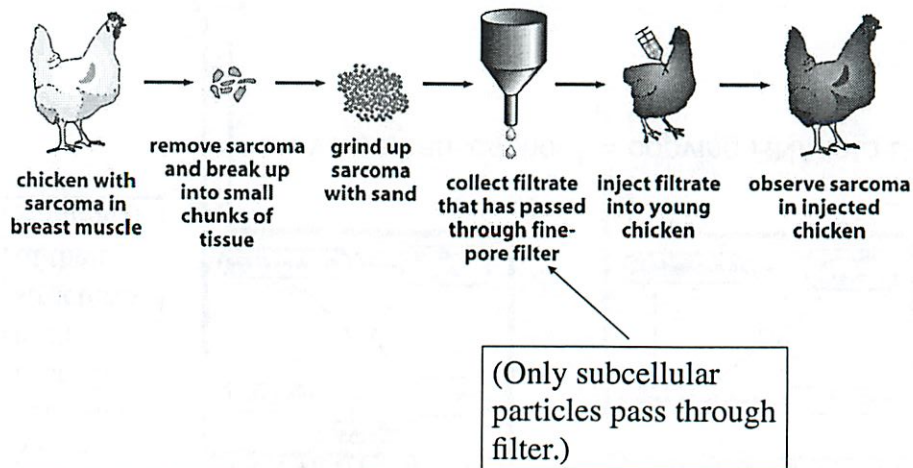 chicken with
sarcoma in
breast muscle
remove sarcoma
and break up
into small
chunks of
tissue
grind up
sarcoma
with sand
collect filtrate
that has passed
through fine-
pore filter
inject filtrate
into young
chicken
observe sarcoma
in injected
chicken
(Only subcellular
particles pass through
filter.)